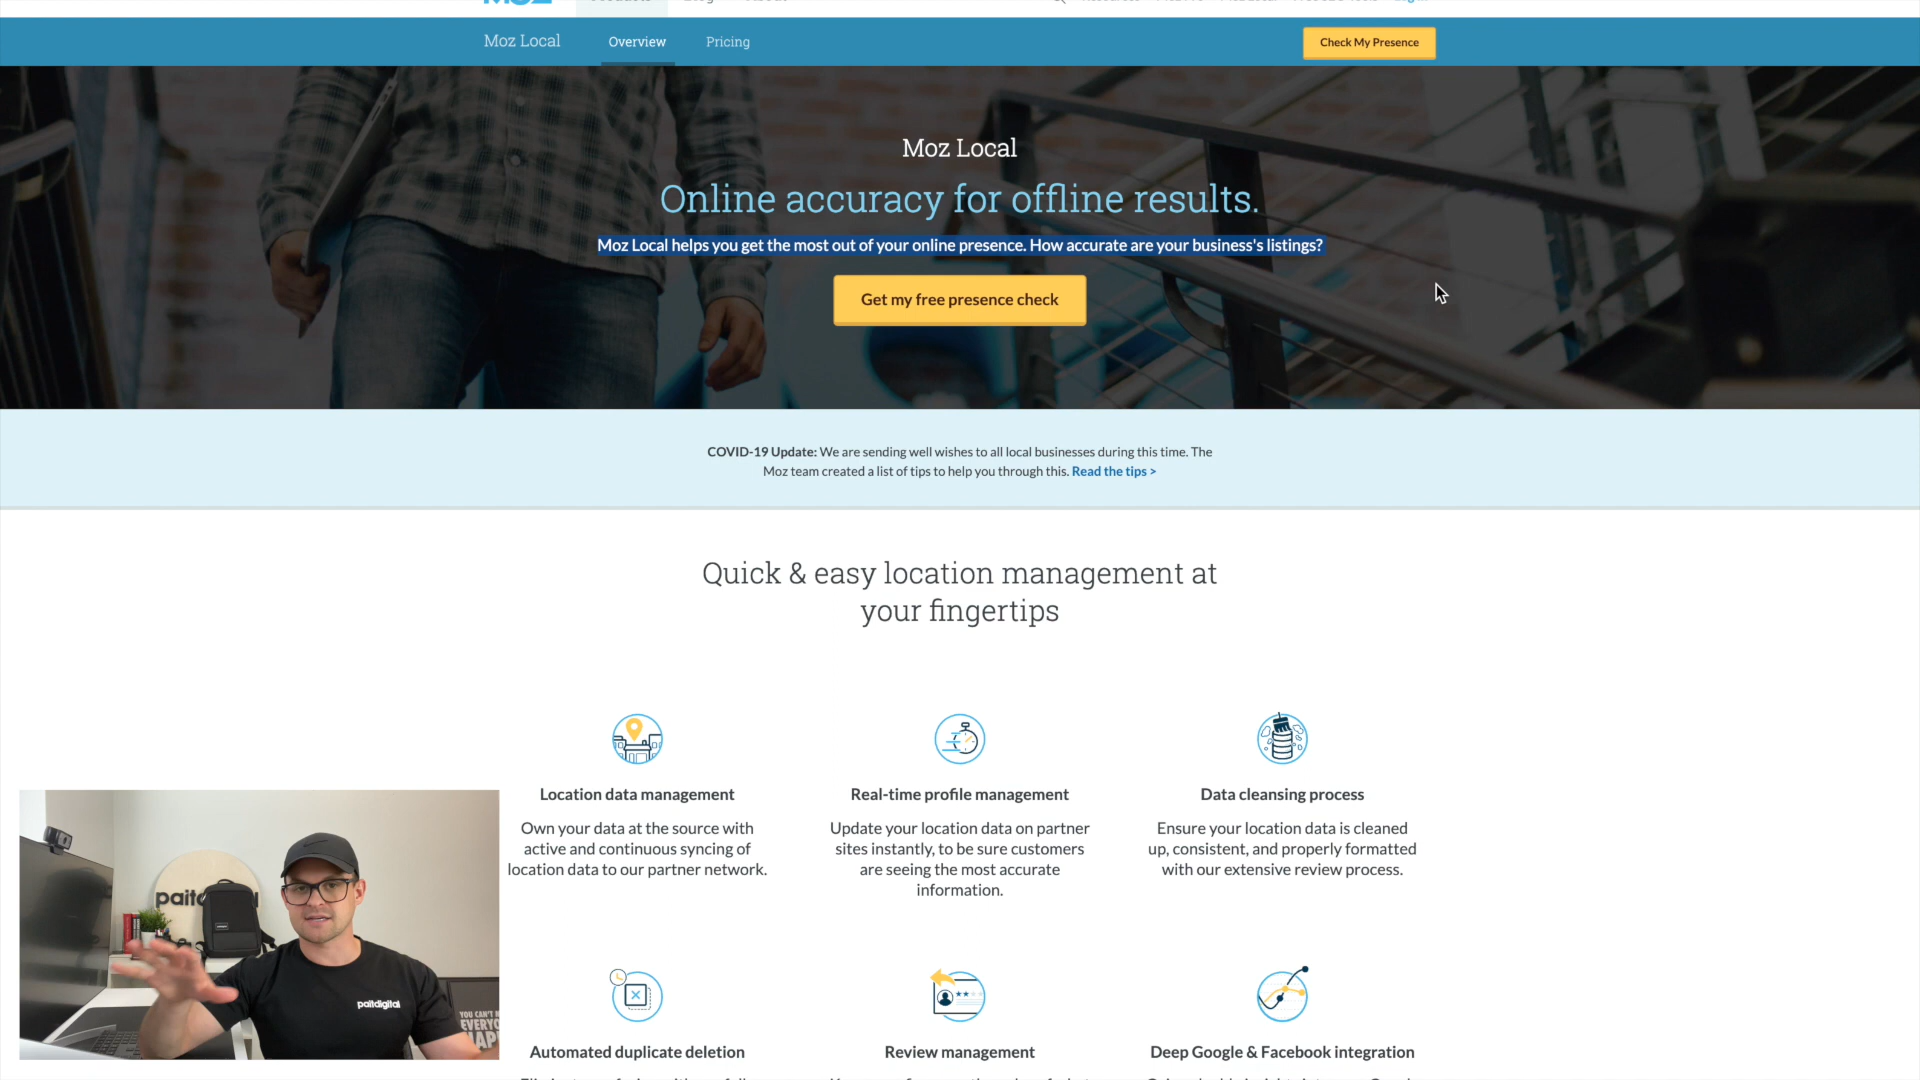 Moz Local
Overview
Pricing
Check My Presence
Moz Local
Online accuracy for offline results.
Moz Local helps you get the most out of your online presence. How accurate are your business's listings?
Get my free presence check
COVID-19 Update: We are sending well wishes to all local businesses during this time. The
Moz team created a list of tips to help you through this. Read the tips >
Quick & easy location management at
your fingertips
Location data management
Own your data at the source with
active and continuous syncing of
location data to our partner network.
Real-time profile management
Update your location data on partner
sites instantly, to be sure customers
are seeing the most accurate
information.
Data cleansing process
Ensure your location data is cleaned
up, consistent, and properly formatted
with our extensive review process.
Automated duplicate deletion
Review management
Deep Google & Facebook integration
paitdigital
YOU CAN'T